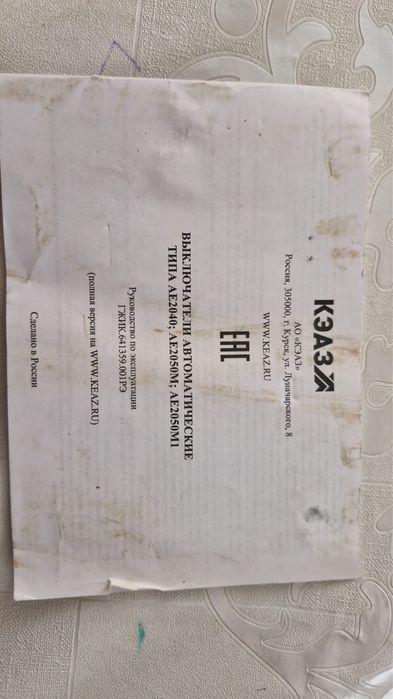 КЭАЗ
АО «КЭАЗ»
Россия, 305000, г. Курск, ул. Луначарского, 8
WWW.KEAZ.RU
ЕАС
ВЫКЛЮЧАТЕЛИ АВТОМАТИЧЕСКИЕ
ТИПА АЕ2040; АЕ2050М; АЕ2050М1
Руководство по эксплуатации
ГЖИК.641359.001РЭ
(полная версия на WWW.KEAZ.RU)
Сделано в России